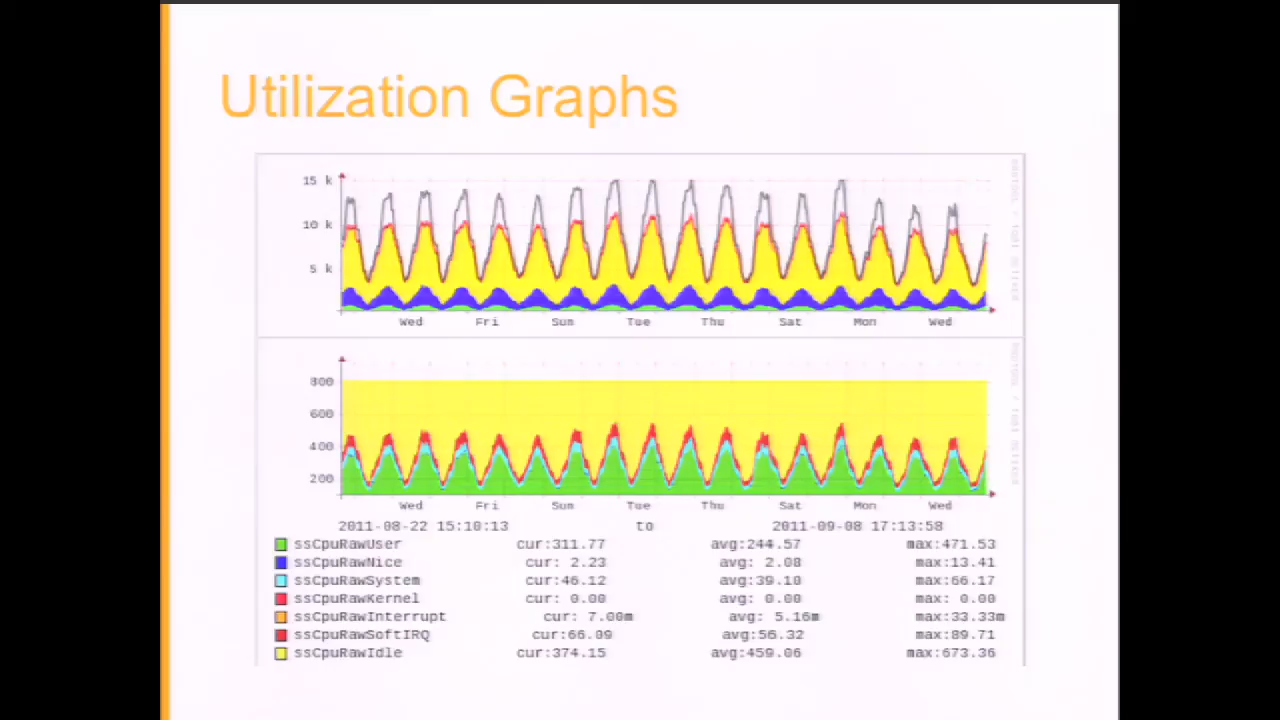 Utilization Graphs
15 k
10 k
5 k
Wed Fri Sun Tue Thu Sat Mon Wed
800
600
400
200
Wed Fri Sun Tue Thu Sat Mon Wed
2011-08-22 15:10:13 to 2011-09-08 17:13:58
ssCpuRawUser cur:311.77 avg:244.57 max:471.53
ssCpuRawNice cur: 2.23 avg: 2.08 max:13.41
ssCpuRawSystem cur:46.12 avg:39.10 max:66.17
ssCpuRawKernel cur: 0.00 avg: 0.00 max: 0.00
ssCpuRawInterrupt cur: 7.00m avg: 5.16m max:33.33m
ssCpuRawSoftIRQ cur:66.09 avg:56.32 max:89.71
ssCpuRawIdle cur:374.15 avg:459.06 max:673.36